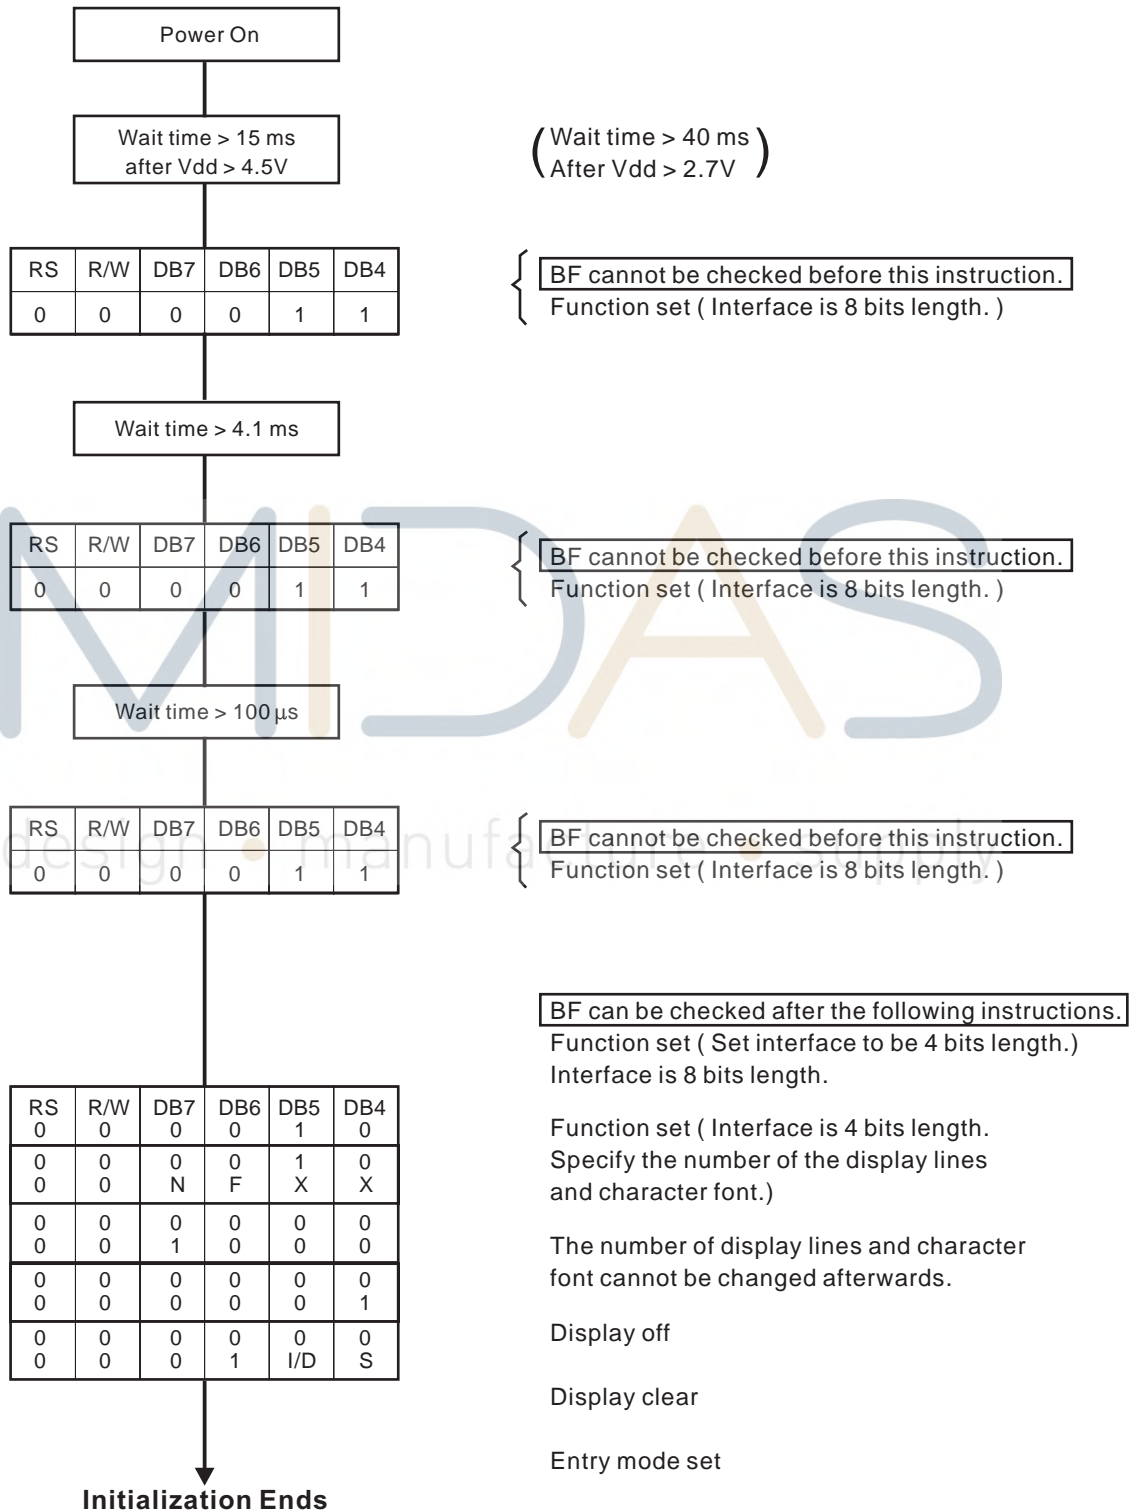 Power On
Wait time > 15 ms
after Vdd > 4.5V
(Wait time > 40 ms
After Vdd > 2.7V)
RS R/W DB7 DB6 DB5 DB4
0 0 0 0 1 1
BF cannot be checked before this instruction.
Function set ( Interface is 8 bits length. )
Wait time > 4.1 ms
RS R/W DB7 DB6 DB5 DB4
0 0 0 0 1 1
BF cannot be checked before this instruction.
Function set ( Interface is 8 bits length. )
MIDAS
Wait time > 100 µs
RS R/W DB7 DB6 DB5 DB4
0 0 0 0 1 1
BF cannot be checked before this instruction.
Function set ( Interface is 8 bits length. )
design • manufacture • supply
BF can be checked after the following instructions.
Function set ( Set interface to be 4 bits length.)
Interface is 8 bits length.
RS R/W DB7 DB6 DB5 DB4
0 0 0 0 1 0
0 0 0 0 1 0
0 0 N F X X
0 0 0 0 0 0
0 0 1 0 0 0
0 0 0 0 0 0
0 0 0 0 0 1
0 0 0 0 0 0
0 0 0 1 I/D S
Function set ( Interface is 4 bits length.
Specify the number of the display lines
and character font.)
The number of display lines and character
font cannot be changed afterwards.
Display off
Display clear
Entry mode set
Initialization Ends